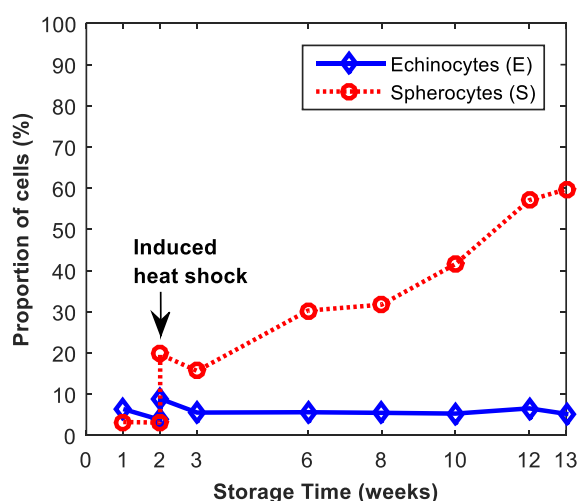 100
90
80
70
60
50
40
30
20
10
0
Proportion of cells (%)
Echinocytes (E)
Spherocytes (S)
Induced
heat shock
0 1 2 3 6 8 10 12 13
Storage Time (weeks)